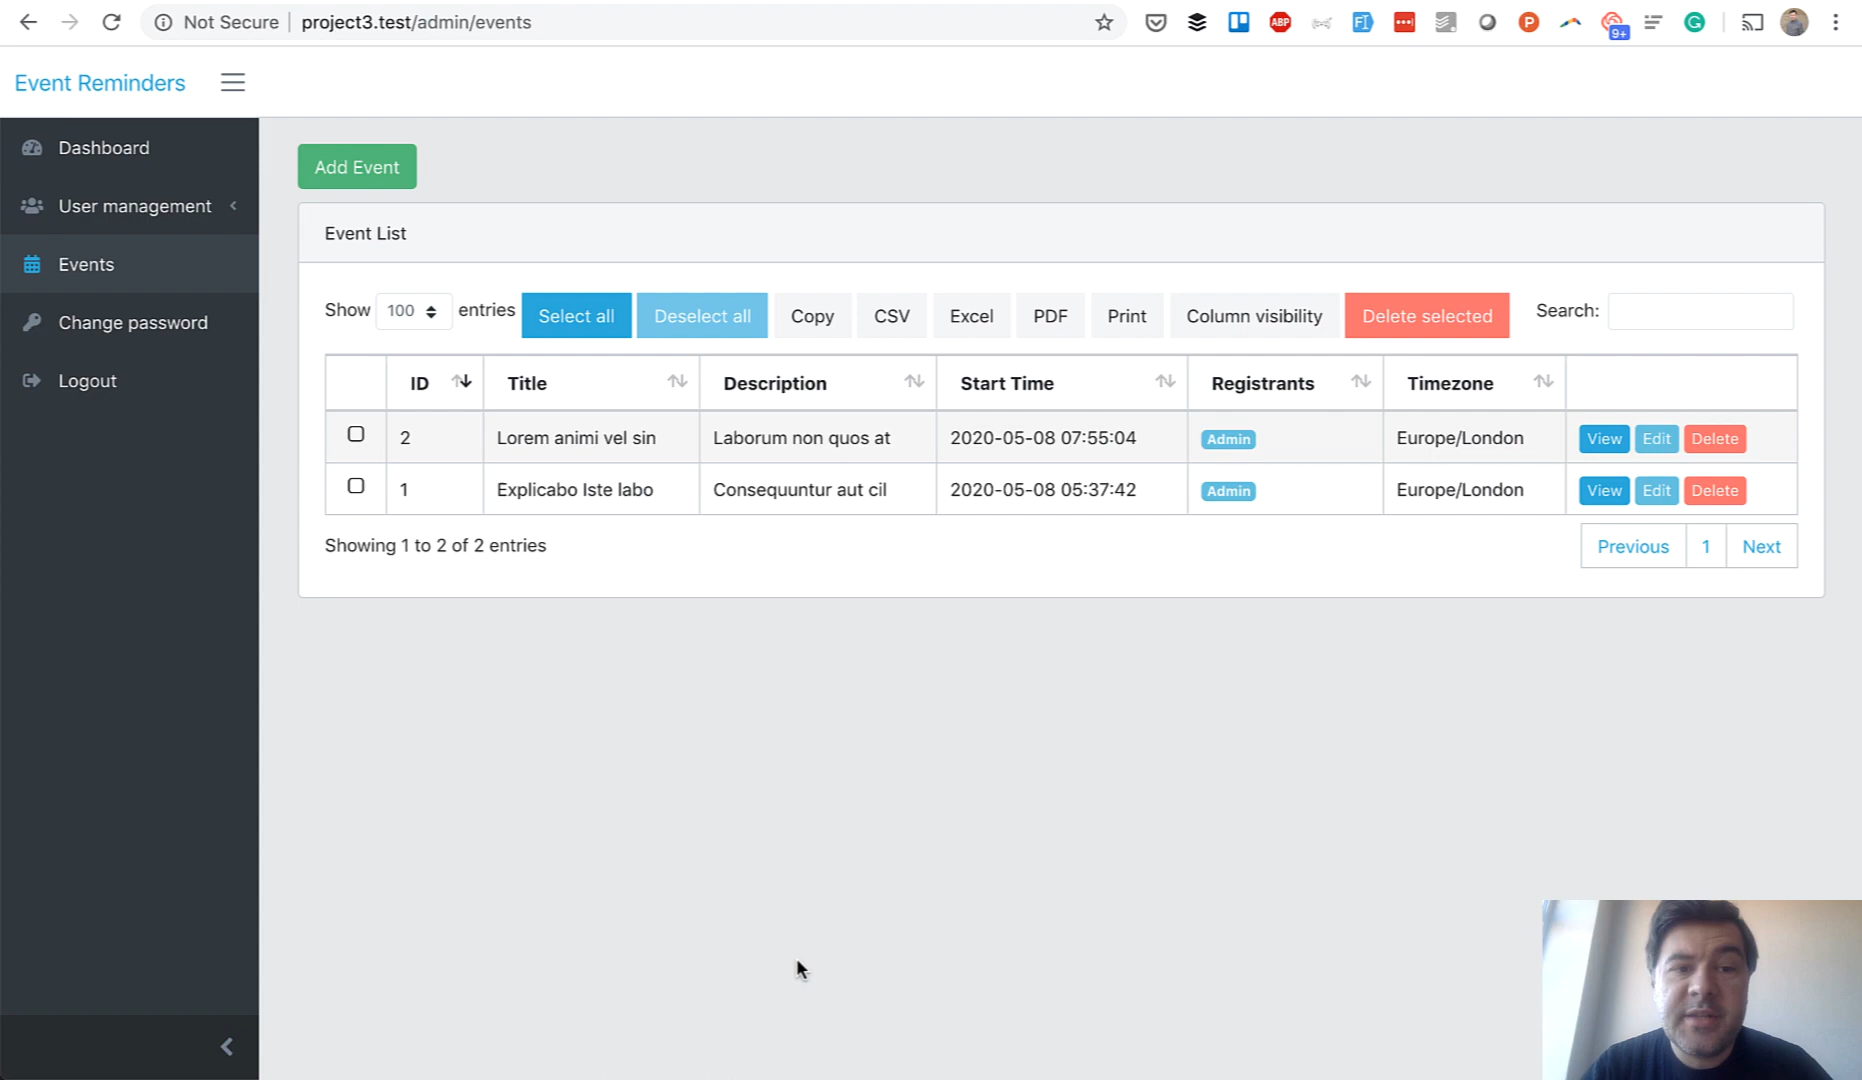 Not Secure | project3.test/admin/events
ABP
FI
P
9+
G
Event Reminders
Dashboard
User management
Events
Change password
Logout
Add Event
Event List
Show 100 entries Select all Deselect all Copy CSV Excel PDF Print Column visibility Delete selected Search:
ID Title Description Start Time Registrants Timezone
2 Lorem animi vel sin Laborum non quos at 2020-05-08 07:55:04 Admin Europe/London View Edit Delete
1 Explicabo Iste labo Consequuntur aut cil 2020-05-08 05:37:42 Admin Europe/London View Edit Delete
Showing 1 to 2 of 2 entries
Previous 1 Next